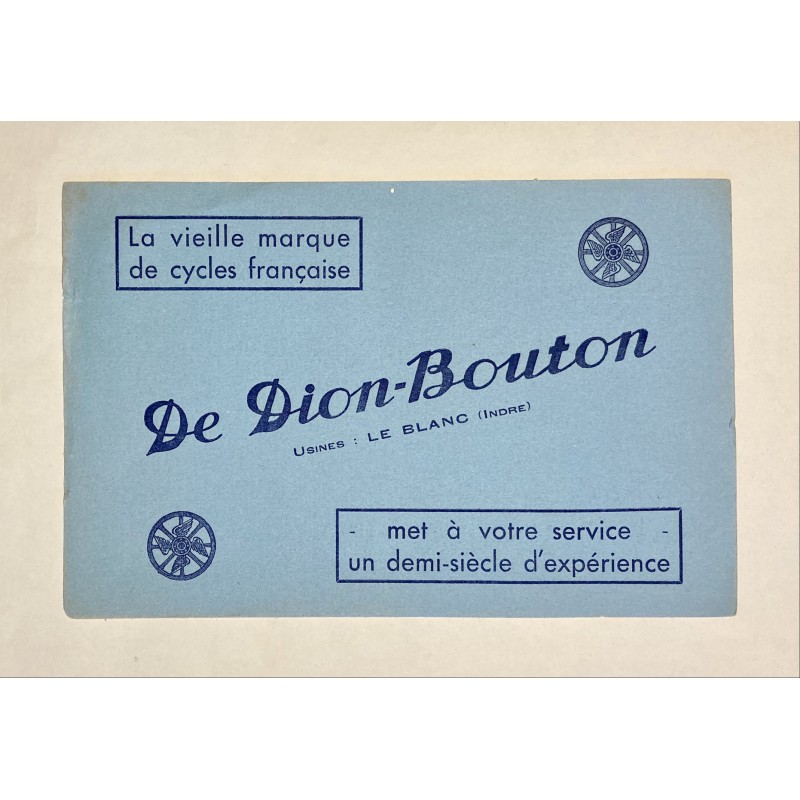 La vieille marque
de cycles française
De Dion-Bouton
Usines : LE BLANC (INDRE)
- met à votre service -
un demi-siècle d'expérience